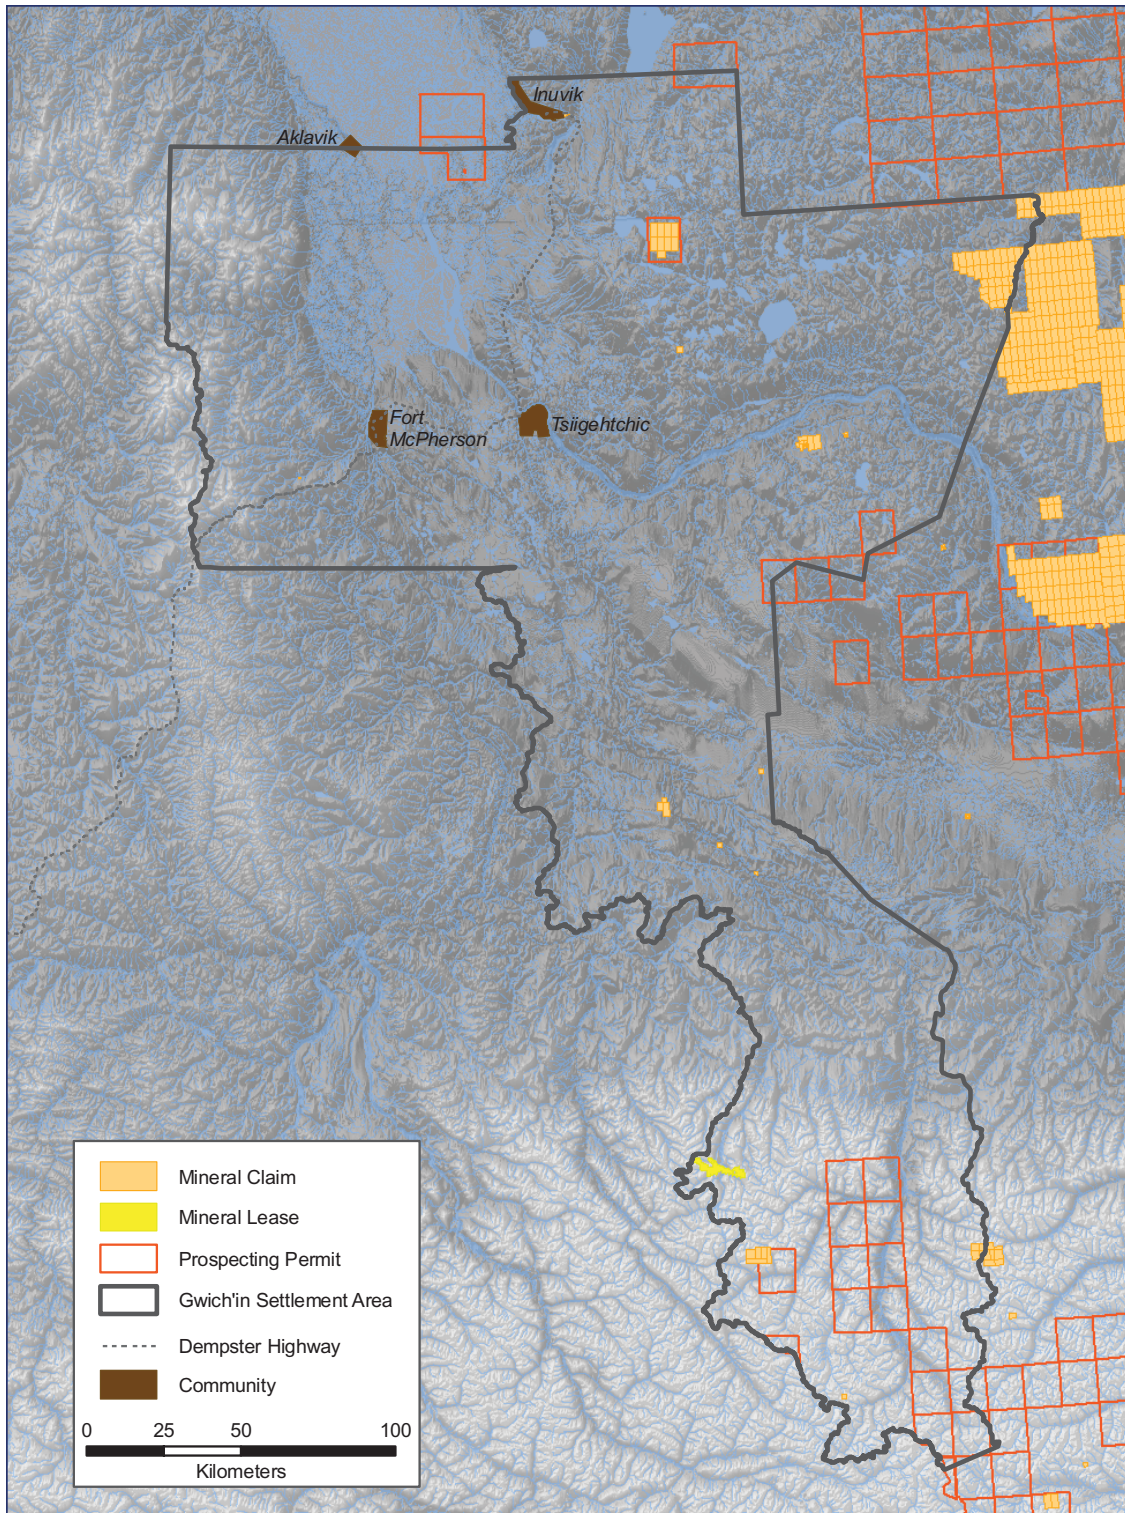 Inuvik
Aklavik
Fort
McPherson
Tsiigehtchic
Mineral Claim
Mineral Lease
Prospecting Permit
Gwich'in Settlement Area
Dempster Highway
Community
0 25 50 100
Kilometers